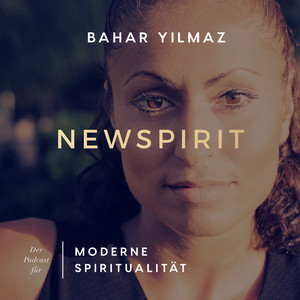 BAHAR YILMAZ
NEWSPIRIT
Der
Podcast
für
MODERNE
SPIRITUALITÄT